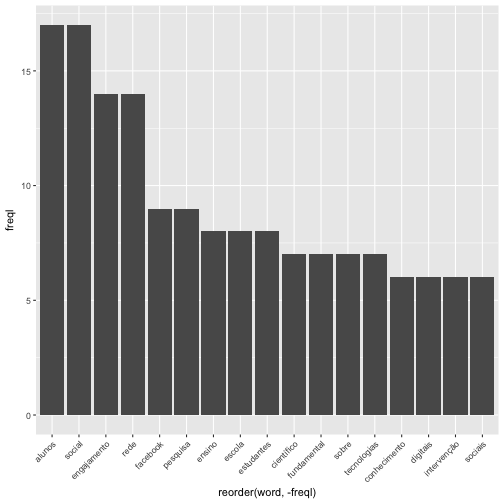 freql
15
10
5
0
alunos
social
engajamento
rede
facebook
pesquisa
ensino
escola
estudantes
científico
fundamental
sobre
tecnologias
conhecimento
digitais
intervenção
sociais
reorder(word, -freql)